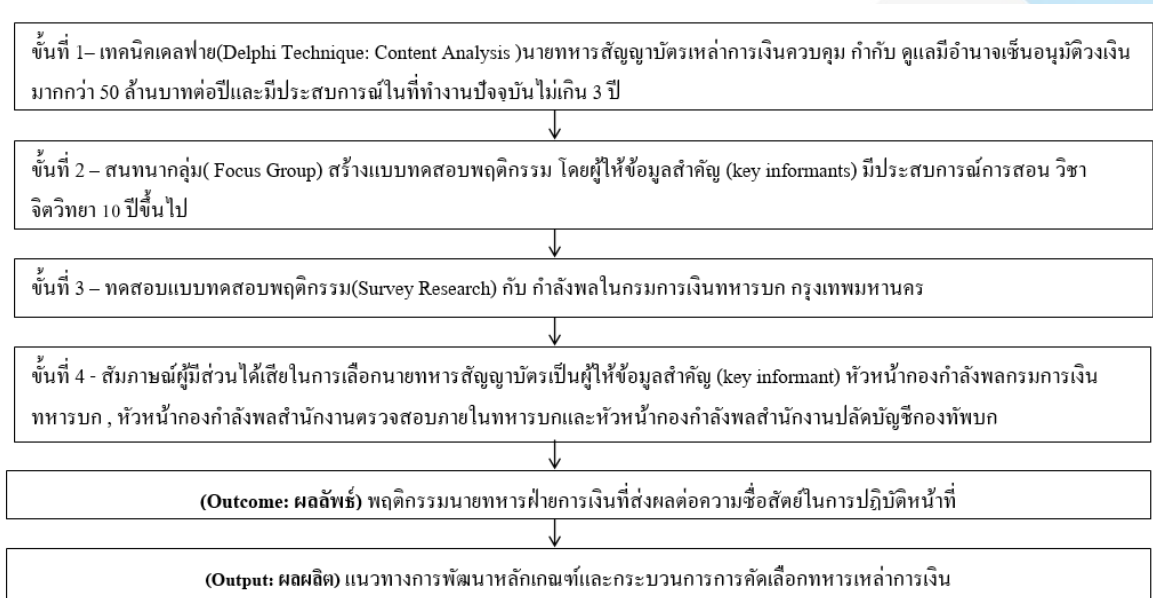 ขั้นที่ 1– เทคนิคเดลฟาย(Delphi Technique: Content Analysis )นายทหารสัญญาบัตรเหล่าการเงินควบคุม กำกับ ดูแลมีอำนาจเซ็นอนุมัติวงเงิน
มากกว่า 50 ล้านบาทต่อปีและมีประสบการณ์ในที่ทำงานปัจจุบันไม่เกิน 3 ปี
ขั้นที่ 2 – สนทนากลุ่ม( Focus Group) สร้างแบบทดสอบพฤติกรรม โดยผู้ให้ข้อมูลสำคัญ (key informants) มีประสบการณ์การสอน วิชา
จิตวิทยา 10 ปีขึ้นไป
ขั้นที่ 3 – ทดสอบแบบทดสอบพฤติกรรม(Survey Research) กับ กำลังพลในกรมการเงินทหารบก กรุงเทพมหานคร
ขั้นที่ 4 - สัมภาษณ์ผู้มีส่วนได้เสียในการเลือกนายทหารสัญญาบัตรเป็นผู้ให้ข้อมูลสำคัญ (key informant) หัวหน้ากองกำลังพลกรมการเงิน
ทหารบก , หัวหน้ากองกำลังพลสำนักงานตรวจสอบภายในทหารบกและหัวหน้ากองกำลังพลสำนักงานปลัดบัญชีกองทัพบก
(Outcome: ผลลัพธ์) พฤติกรรมนายทหารฝ่ายการเงินที่ส่งผลต่อความซื่อสัตย์ในการปฏิบัติหน้าที่
(Output: ผลผลิต) แนวทางการพัฒนาหลักเกณฑ์และกระบวนการการคัดเลือกทหารเหล่าการเงิน